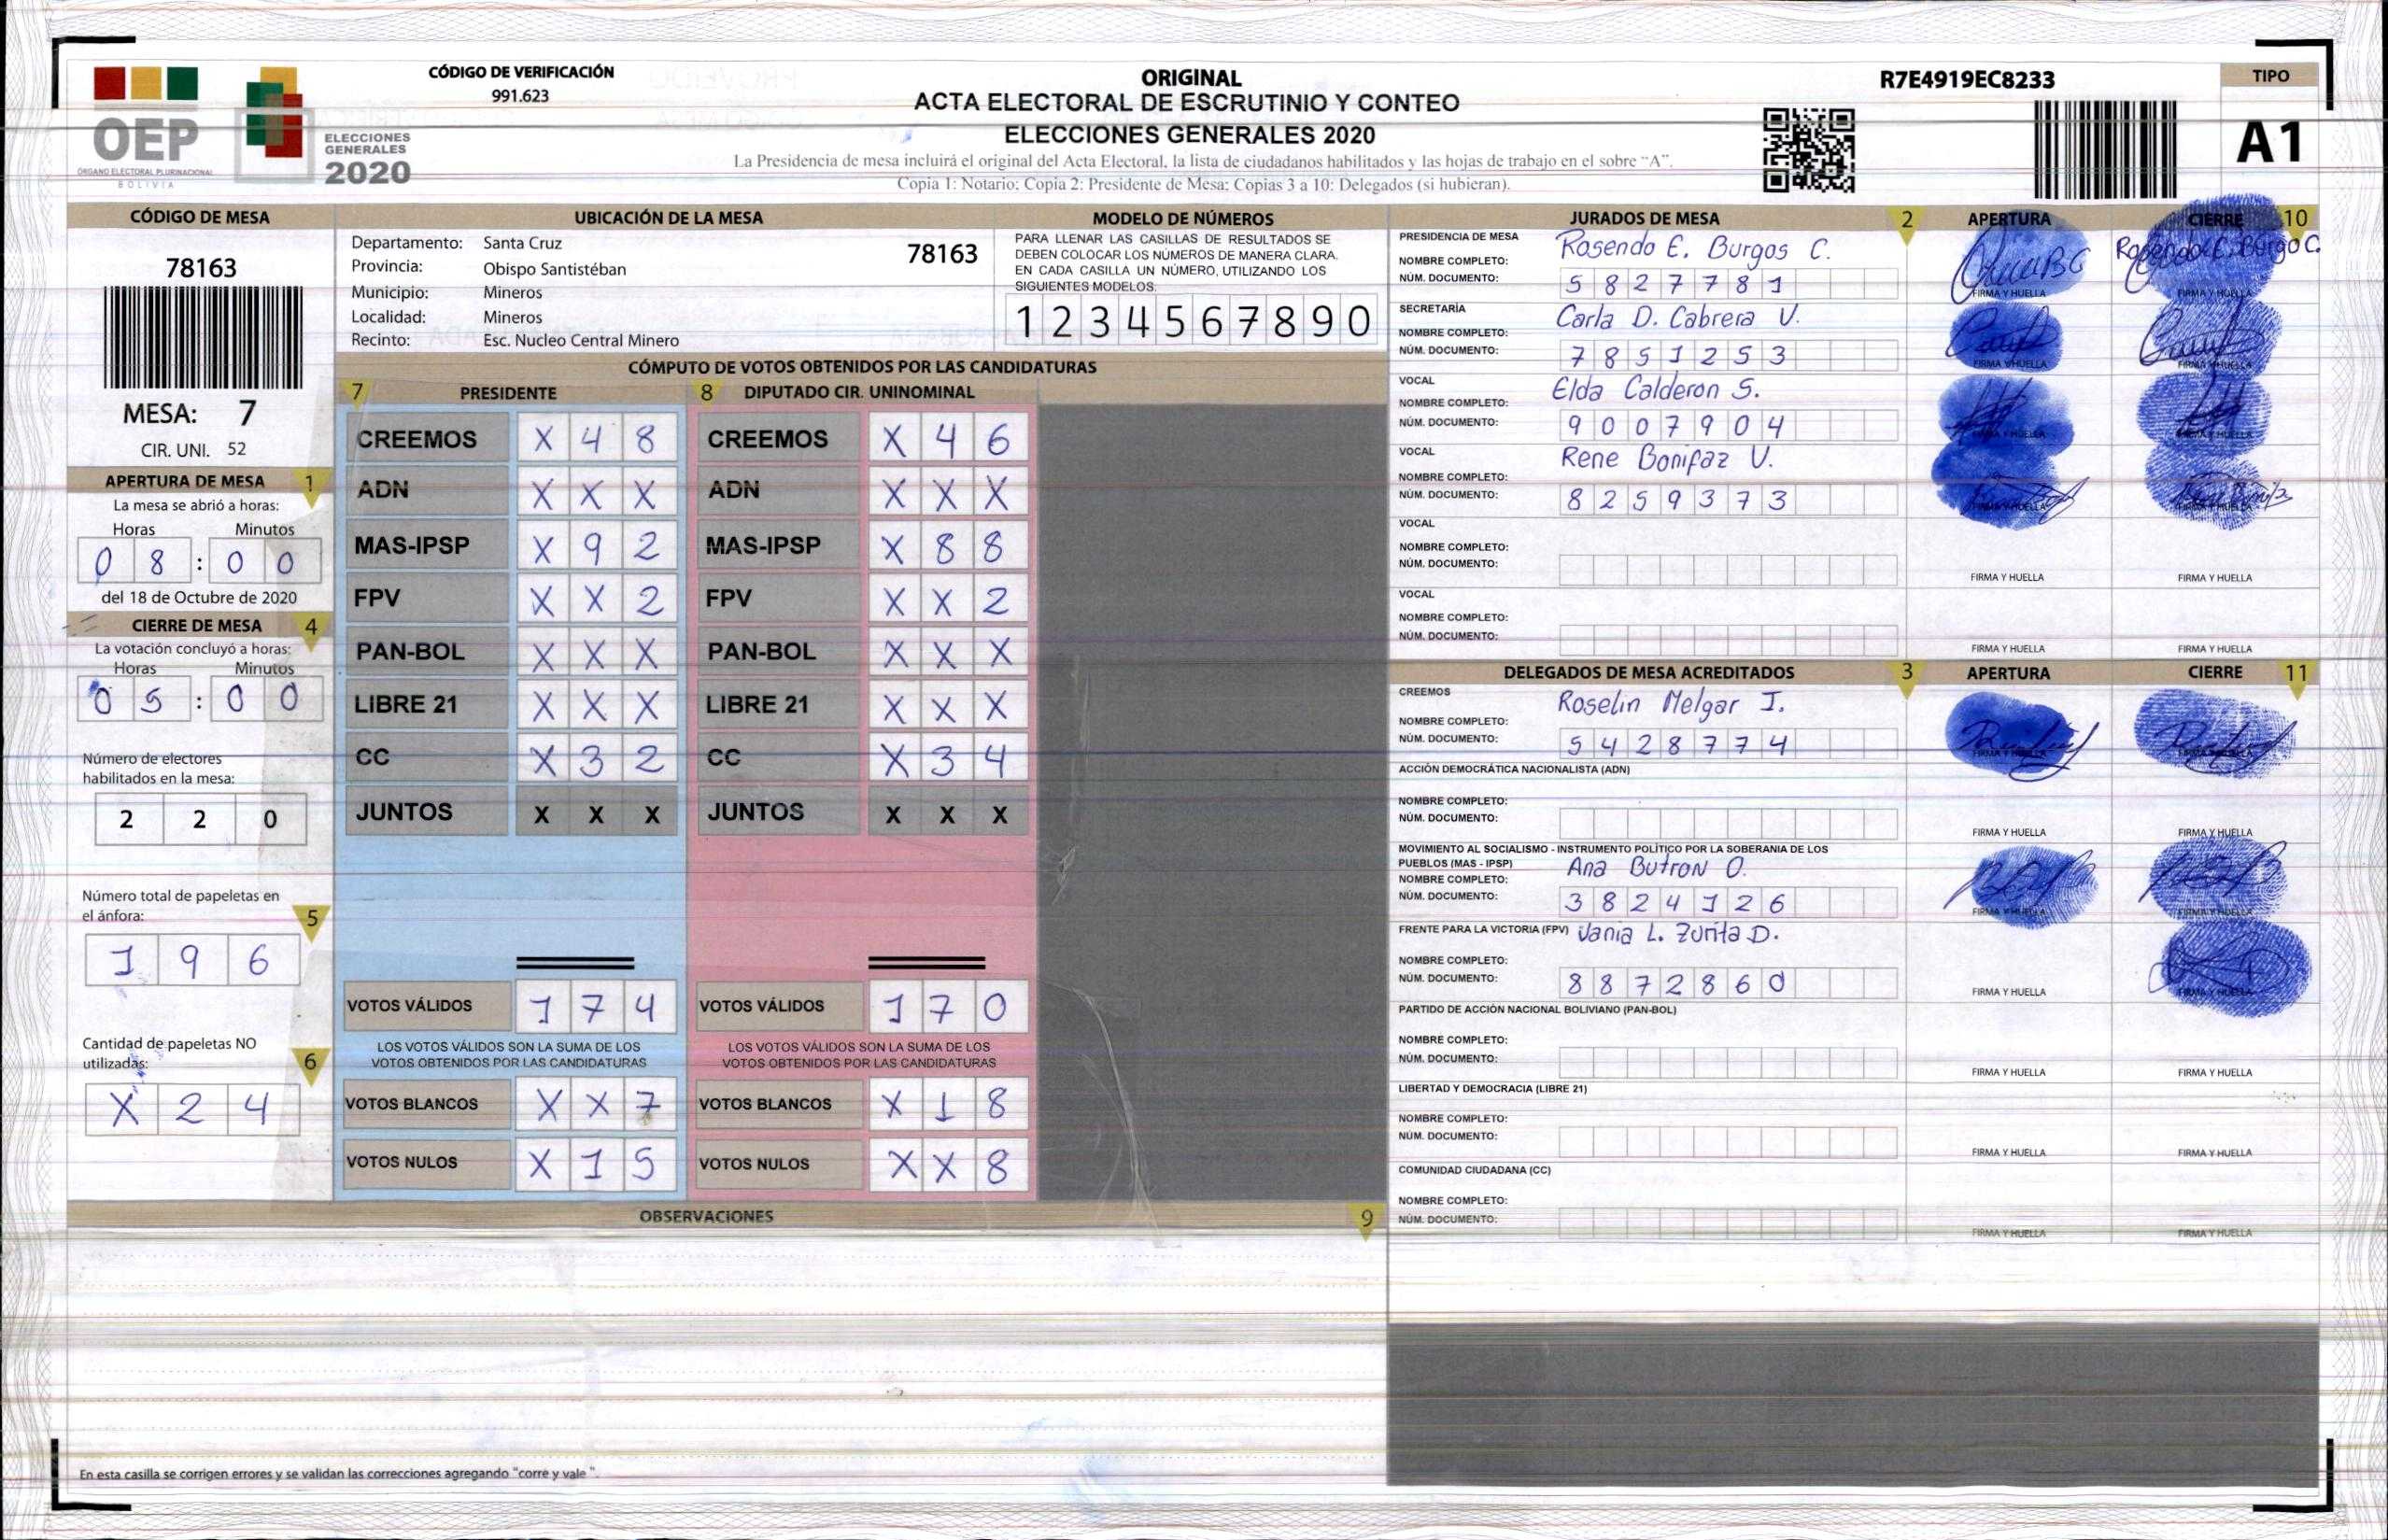 OEP
ÓRGANO ELECTORAL PLURINACIONAL
BOLIVIA
ELECCIONES
GENERALES
2020
CÓDIGO DE VERIFICACIÓN
991.623
ORIGINAL
ACTA ELECTORAL DE ESCRUTINIO Y CONTEO
ELECCIONES GENERALES 2020
La Presidencia de mesa incluirá el original del Acta Electoral, la lista de ciudadanos habilitados y las hojas de trabajo en el sobre “A”.
Copia 1: Notario; Copia 2: Presidente de Mesa; Copias 3 a 10: Delegados (si hubieran).
R7E4919EC8233
TIPO
A1
CÓDIGO DE MESA
78163
MESA: 7
CIR. UNI. 52
APERTURA DE MESA 1
La mesa se abrió a horas:
Horas Minutos
0 8 : 0 0
del 18 de Octubre de 2020
CIERRE DE MESA 4
La votación concluyó a horas:
Horas Minutos
0 5 : 0 0
Número de electores
habilitados en la mesa:
2 2 0
Número total de papeletas en
el ánfora: 5
1 9 6
Cantidad de papeletas NO
utilizadas: 6
X 2 4
UBICACIÓN DE LA MESA
Departamento: Santa Cruz 78163
Provincia: Obispo Santistéban
Municipio: Mineros
Localidad: Mineros
Recinto: Esc. Nucleo Central Minero
MODELO DE NÚMEROS
PARA LLENAR LAS CASILLAS DE RESULTADOS SE
DEBEN COLOCAR LOS NÚMEROS DE MANERA CLARA.
EN CADA CASILLA UN NÚMERO, UTILIZANDO LOS
SIGUIENTES MODELOS.
1 2 3 4 5 6 7 8 9 0
CÓMPUTO DE VOTOS OBTENIDOS POR LAS CANDIDATURAS
7 PRESIDENTE
CREEMOS X 4 8
ADN X X X
MAS-IPSP X 9 2
FPV X X 2
PAN-BOL X X X
LIBRE 21 X X X
CC X 3 2
JUNTOS X X X
VOTOS VÁLIDOS 1 7 4
LOS VOTOS VÁLIDOS SON LA SUMA DE LOS
VOTOS OBTENIDOS POR LAS CANDIDATURAS
VOTOS BLANCOS X X 7
VOTOS NULOS X 1 5
8 DIPUTADO CIR. UNINOMINAL
CREEMOS X 4 6
ADN X X X
MAS-IPSP X 8 8
FPV X X 2
PAN-BOL X X X
LIBRE 21 X X X
CC X 3 4
JUNTOS X X X
VOTOS VÁLIDOS 1 7 0
LOS VOTOS VÁLIDOS SON LA SUMA DE LOS
VOTOS OBTENIDOS POR LAS CANDIDATURAS
VOTOS BLANCOS X 1 8
VOTOS NULOS X X 8
OBSERVACIONES 9
En esta casilla se corrigen errores y se validan las correcciones agregando "corre y vale ".
JURADOS DE MESA 2 APERTURA CIERRE 10
PRESIDENCIA DE MESA
NOMBRE COMPLETO: Rosendo E. Burgos C.
NÚM. DOCUMENTO: 5 8 2 7 7 8 1
FIRMA Y HUELLA FIRMA Y HUELLA
Rosendo E. Burgo C.
SECRETARÍA
NOMBRE COMPLETO: Carla D. Cabrera V.
NÚM. DOCUMENTO: 7 8 5 1 2 5 3
FIRMA Y HUELLA FIRMA Y HUELLA
VOCAL
NOMBRE COMPLETO: Elda Calderon S.
NÚM. DOCUMENTO: 9 0 0 7 9 0 4
FIRMA Y HUELLA FIRMA Y HUELLA
VOCAL
NOMBRE COMPLETO: Rene Bonifaz V.
NÚM. DOCUMENTO: 8 2 5 9 3 7 3
FIRMA Y HUELLA FIRMA Y HUELLA
VOCAL
NOMBRE COMPLETO:
NÚM. DOCUMENTO:
FIRMA Y HUELLA FIRMA Y HUELLA
VOCAL
NOMBRE COMPLETO:
NÚM. DOCUMENTO:
FIRMA Y HUELLA FIRMA Y HUELLA
DELEGADOS DE MESA ACREDITADOS 3 APERTURA CIERRE 11
CREEMOS
NOMBRE COMPLETO: Roselin Melgar I.
NÚM. DOCUMENTO: 5 4 2 8 7 7 4
FIRMA Y HUELLA FIRMA Y HUELLA
ACCIÓN DEMOCRÁTICA NACIONALISTA (ADN)
NOMBRE COMPLETO:
NÚM. DOCUMENTO:
FIRMA Y HUELLA FIRMA Y HUELLA
MOVIMIENTO AL SOCIALISMO - INSTRUMENTO POLÍTICO POR LA SOBERANIA DE LOS
PUEBLOS (MAS - IPSP)
NOMBRE COMPLETO: Ana Butron O.
NÚM. DOCUMENTO: 3 8 2 4 1 2 6
FIRMA Y HUELLA FIRMA Y HUELLA
FRENTE PARA LA VICTORIA (FPV) Vania L. Zurita D.
NOMBRE COMPLETO:
NÚM. DOCUMENTO: 8 8 7 2 8 6 0
FIRMA Y HUELLA FIRMA Y HUELLA
PARTIDO DE ACCIÓN NACIONAL BOLIVIANO (PAN-BOL)
NOMBRE COMPLETO:
NÚM. DOCUMENTO:
FIRMA Y HUELLA FIRMA Y HUELLA
LIBERTAD Y DEMOCRACIA (LIBRE 21)
NOMBRE COMPLETO:
NÚM. DOCUMENTO:
FIRMA Y HUELLA FIRMA Y HUELLA
COMUNIDAD CIUDADANA (CC)
NOMBRE COMPLETO:
NÚM. DOCUMENTO:
FIRMA Y HUELLA FIRMA Y HUELLA